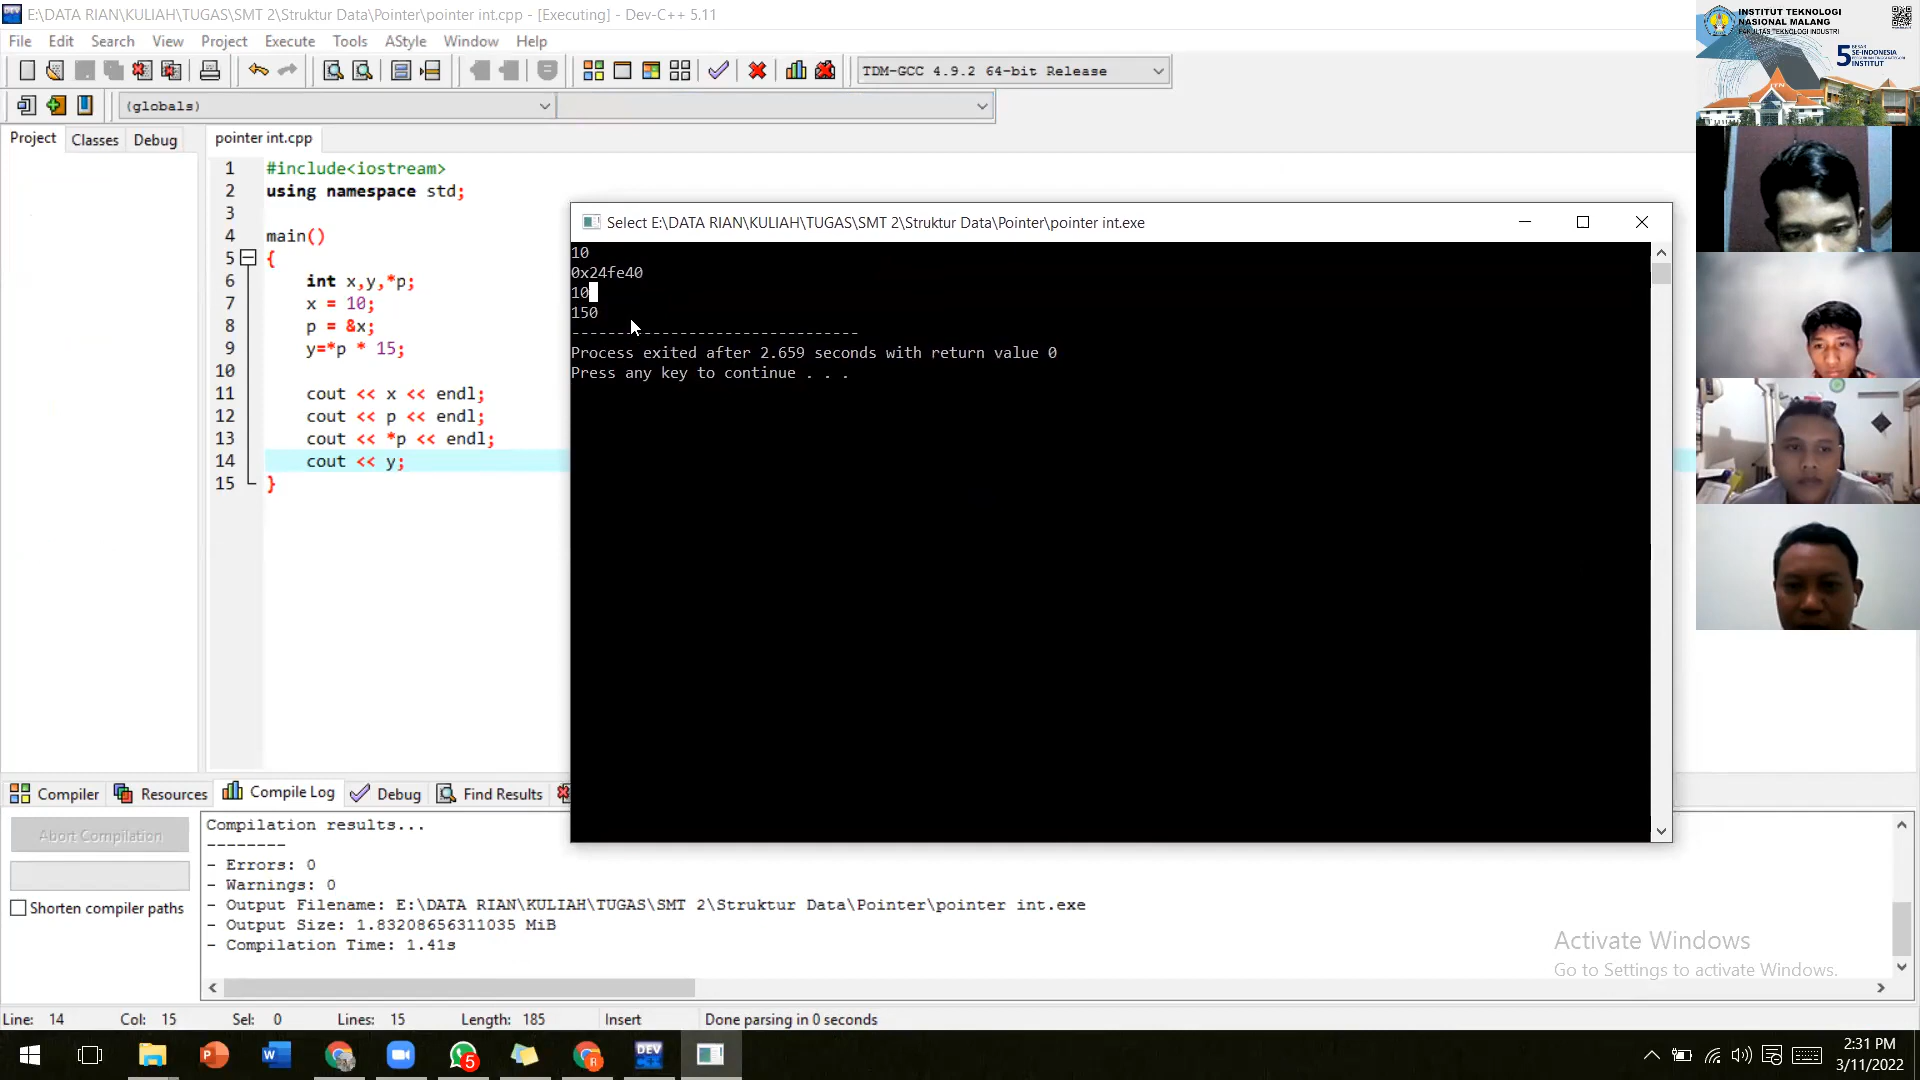 E:\DATA RIAN\KULIAH\TUGAS\SMT 2\Struktur Data\Pointer\pointer int.cpp - [Executing] - Dev-C++ 5.11
File Edit Search View Project Execute Tools AStyle Window Help
TDM-GCC 4.9.2 64-bit Release
(globals)
Project Classes Debug
pointer int.cpp
1 #include<iostream>
2 using namespace std;
3
4 main()
5 {
6 int x,y,*p;
7 x = 10;
8 p = &x;
9 y=*p * 15;
10
11 cout << x << endl;
12 cout << p << endl;
13 cout << *p << endl;
14 cout << y;
15 }
Select E:\DATA RIAN\KULIAH\TUGAS\SMT 2\Struktur Data\Pointer\pointer int.exe
10
0x24fe40
10
150
--------------------------------
Process exited after 2.659 seconds with return value 0
Press any key to continue . . .
INSTITUT TEKNOLOGI
NASIONAL MALANG
FAKULTAS TEKNOLOGI INDUSTRI
5 BESAR
SE-INDONESIA
INSTITUT
Compiler Resources Compile Log Debug Find Results
Abort Compilation
Shorten compiler paths
Compilation results...
--------
- Errors: 0
- Warnings: 0
- Output Filename: E:\DATA RIAN\KULIAH\TUGAS\SMT 2\Struktur Data\Pointer\pointer int.exe
- Output Size: 1.83208656311035 MiB
- Compilation Time: 1.41s
Activate Windows
Go to Settings to activate Windows.
Line: 14 Col: 15 Sel: 0 Lines: 15 Length: 185 Insert Done parsing in 0 seconds
5
DEV
2:31 PM
3/11/2022